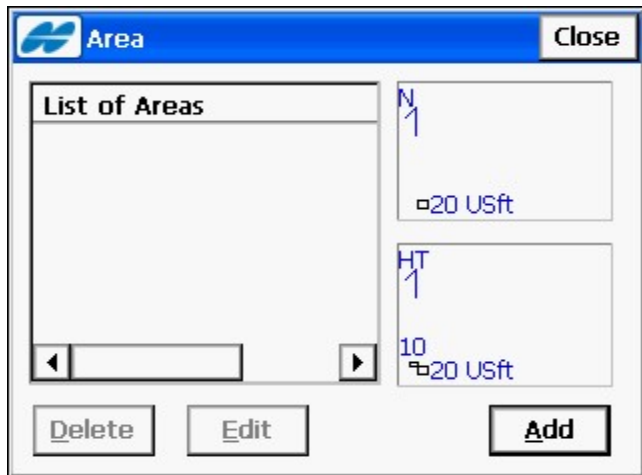 Area
Close
List of Areas
N
20 USft
HT
10
20 USft
Delete
Edit
Add